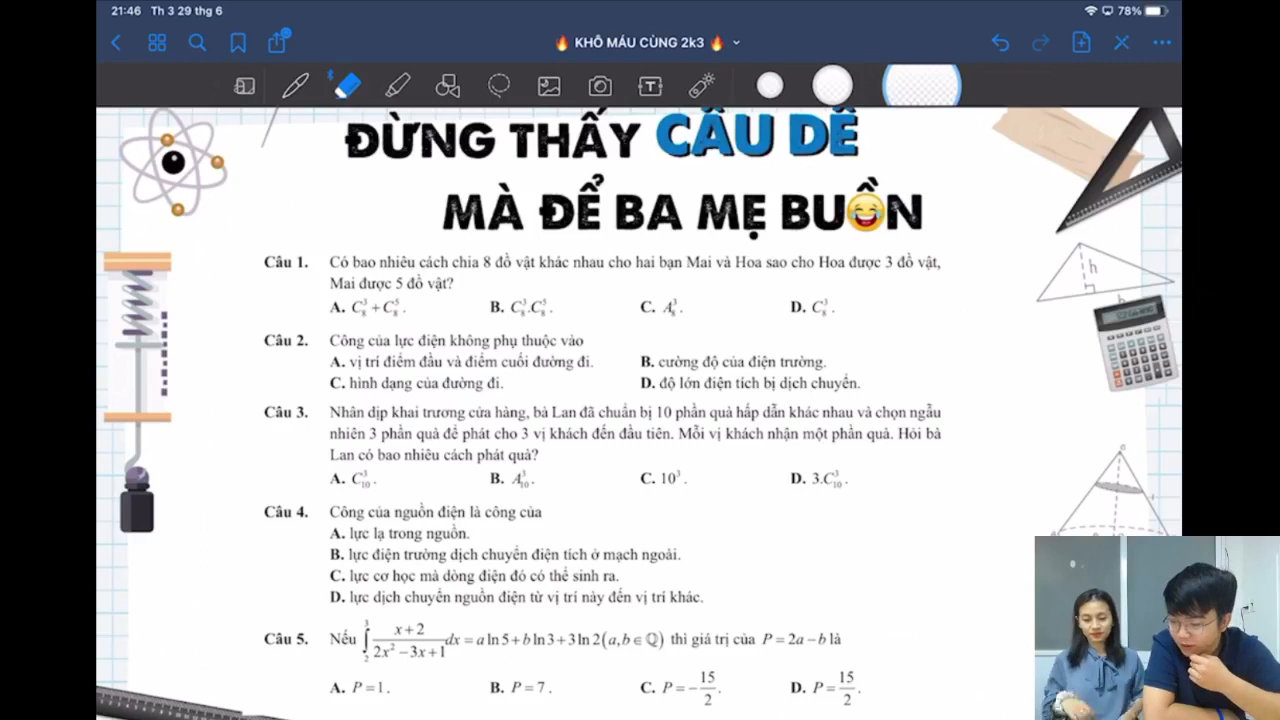 21:46 Th 3 29 thg 6
78%
🔥 KHÔ MÁU CÙNG 2k3 🔥
ĐỪNG THẤY CÂU DỄ
MÀ ĐỂ BA MẸ BUỒN
Câu 1. Có bao nhiêu cách chia 8 đồ vật khác nhau cho hai bạn Mai và Hoa sao cho Hoa được 3 đồ vật,
Mai được 5 đồ vật?
A. C₈³ + C₈⁵. B. C₈³.C₈⁵. C. A₈³. D. C₈³.
Câu 2. Công của lực điện không phụ thuộc vào
A. vị trí điểm đầu và điểm cuối đường đi. B. cường độ của điện trường.
C. hình dạng của đường đi. D. độ lớn điện tích bị dịch chuyển.
Câu 3. Nhân dịp khai trương cửa hàng, bà Lan đã chuẩn bị 10 phần quà hấp dẫn khác nhau và chọn ngẫu
nhiên 3 phần quà để phát cho 3 vị khách đến đầu tiên. Mỗi vị khách nhận một phần quà. Hỏi bà
Lan có bao nhiêu cách phát quà?
A. C₁₀³. B. A₁₀³. C. 10³. D. 3.C₁₀³.
Câu 4. Công của nguồn điện là công của
A. lực lạ trong nguồn.
B. lực điện trường dịch chuyển điện tích ở mạch ngoài.
C. lực cơ học mà dòng điện đó có thể sinh ra.
D. lực dịch chuyển nguồn điện từ vị trí này đến vị trí khác.
Câu 5. Nếu ∫₂³ (x+2)/(2x² −3x+1) dx = a ln 5 + b ln 3 + 3 ln 2 (a,b ∈ ℚ) thì giá trị của P = 2a − b là
A. P = 1. B. P = 7. C. P = −15/2. D. P = 15/2.
h